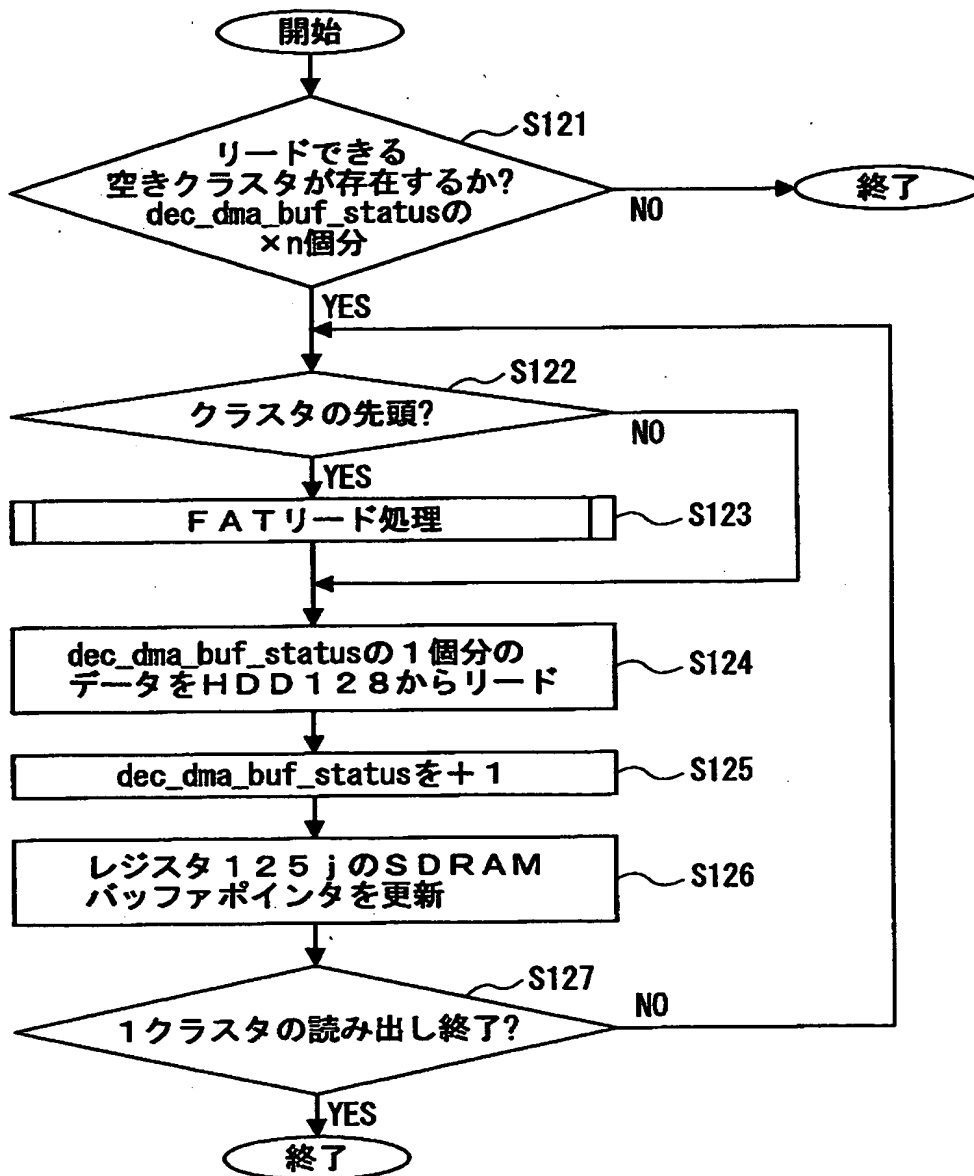 開始
S121
リードできる
空きクラスタが存在するか?
dec_dma_buf_statusの
×n個分
NO
終了
YES
S122
クラスタの先頭?
NO
YES
FATリード処理
S123
dec_dma_buf_statusの1個分の
データをHDD128からリード
S124
dec_dma_buf_statusを+1
S125
レジスタ125jのSDRAM
バッファポインタを更新
S126
S127
1クラスタの読み出し終了?
NO
YES
終了